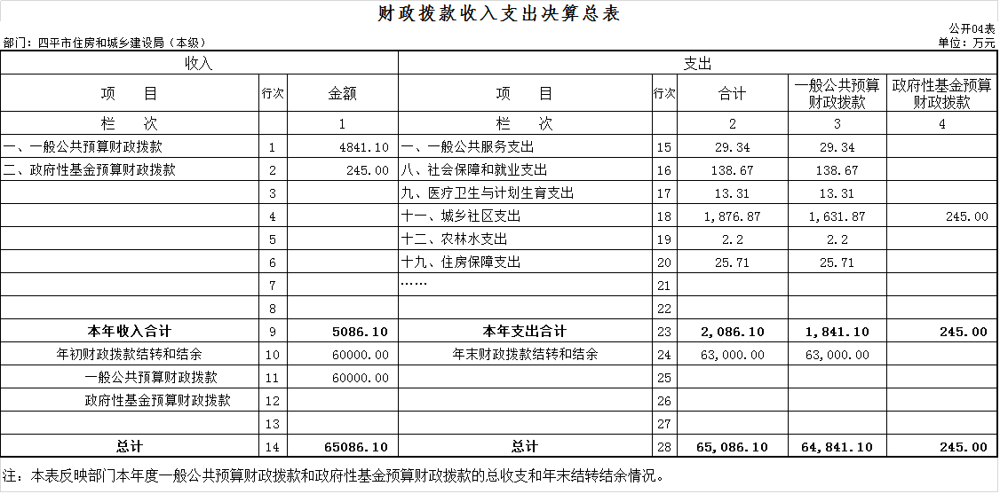 财政拨款收入支出决算总表
公开04表
部门：四平市住房和城乡建设局（本级） 单位：万元
收入 支出
项 目 行次 金额 项 目 行次 合计 一般公共预算财政拨款 政府性基金预算财政拨款
栏 次 1 栏 次 2 3 4
一、一般公共预算财政拨款 1 4841.10 一、一般公共服务支出 15 29.34 29.34
二、政府性基金预算财政拨款 2 245.00 八、社会保障和就业支出 16 138.67 138.67
3 九、医疗卫生与计划生育支出 17 13.31 13.31
4 十一、城乡社区支出 18 1,876.87 1,631.87 245.00
5 十二、农林水支出 19 2.2 2.2
6 十九、住房保障支出 20 25.71 25.71
7 …… 21
8 22
本年收入合计 9 5086.10 本年支出合计 23 2,086.10 1,841.10 245.00
年初财政拨款结转和结余 10 60000.00 年末财政拨款结转和结余 24 63,000.00 63,000.00
一般公共预算财政拨款 11 60000.00 25
政府性基金预算财政拨款 12 26
13 27
总计 14 65086.10 总计 28 65,086.10 64,841.10 245.00
注：本表反映部门本年度一般公共预算财政拨款和政府性基金预算财政拨款的总收支和年末结转结余情况。